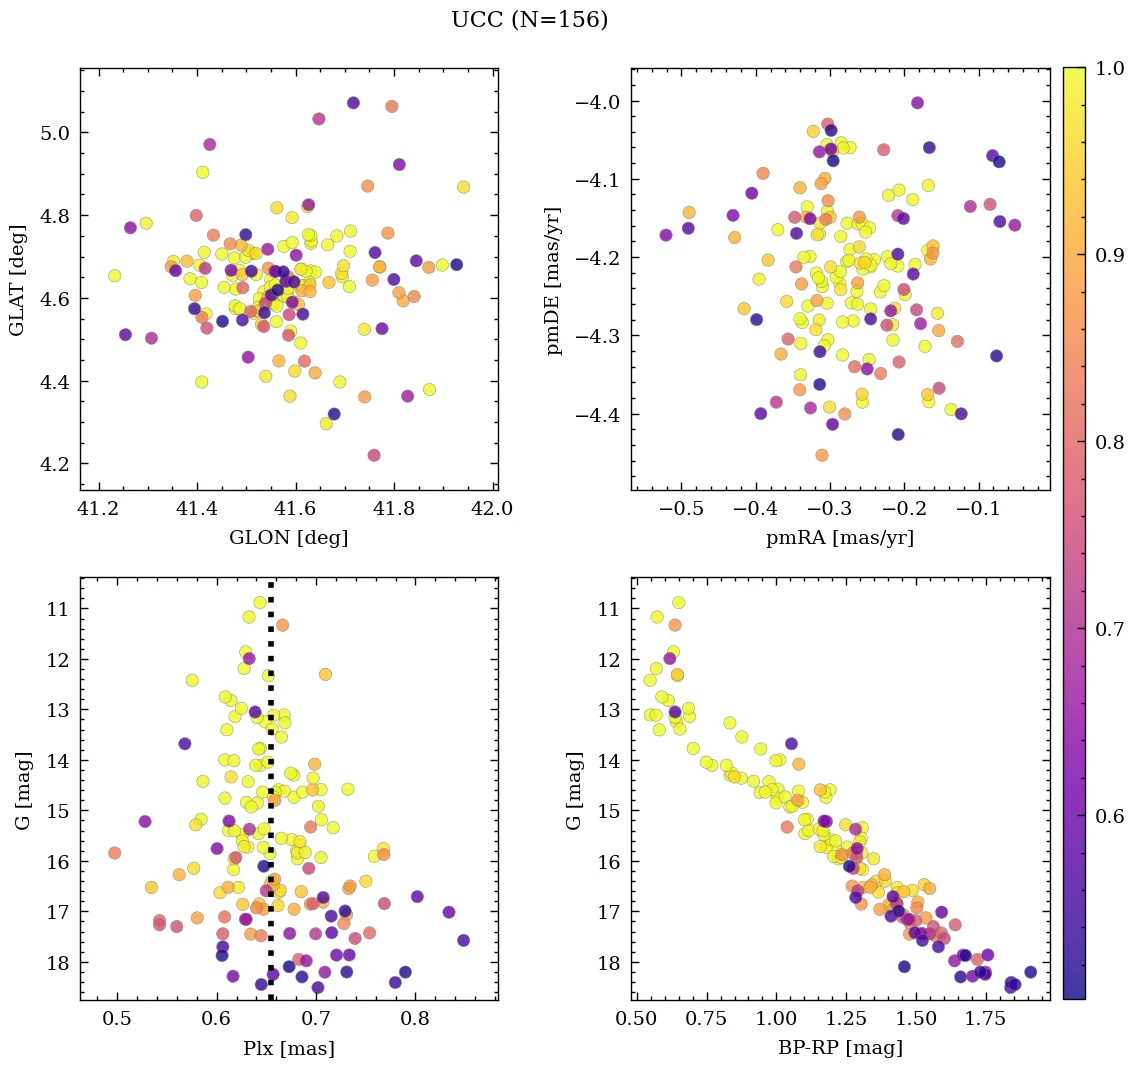 UCC (N=156)
5.0
4.8
4.6
4.4
4.2
GLAT [deg]
41.2 41.4 41.6 41.8 42.0
GLON [deg]
−4.0
−4.1
−4.2
−4.3
−4.4
pmDE [mas/yr]
−0.5 −0.4 −0.3 −0.2 −0.1
pmRA [mas/yr]
11
12
13
14
15
16
17
18
G [mag]
0.5 0.6 0.7 0.8
Plx [mas]
11
12
13
14
15
16
17
18
G [mag]
0.50 0.75 1.00 1.25 1.50 1.75
BP-RP [mag]
1.0
0.9
0.8
0.7
0.6